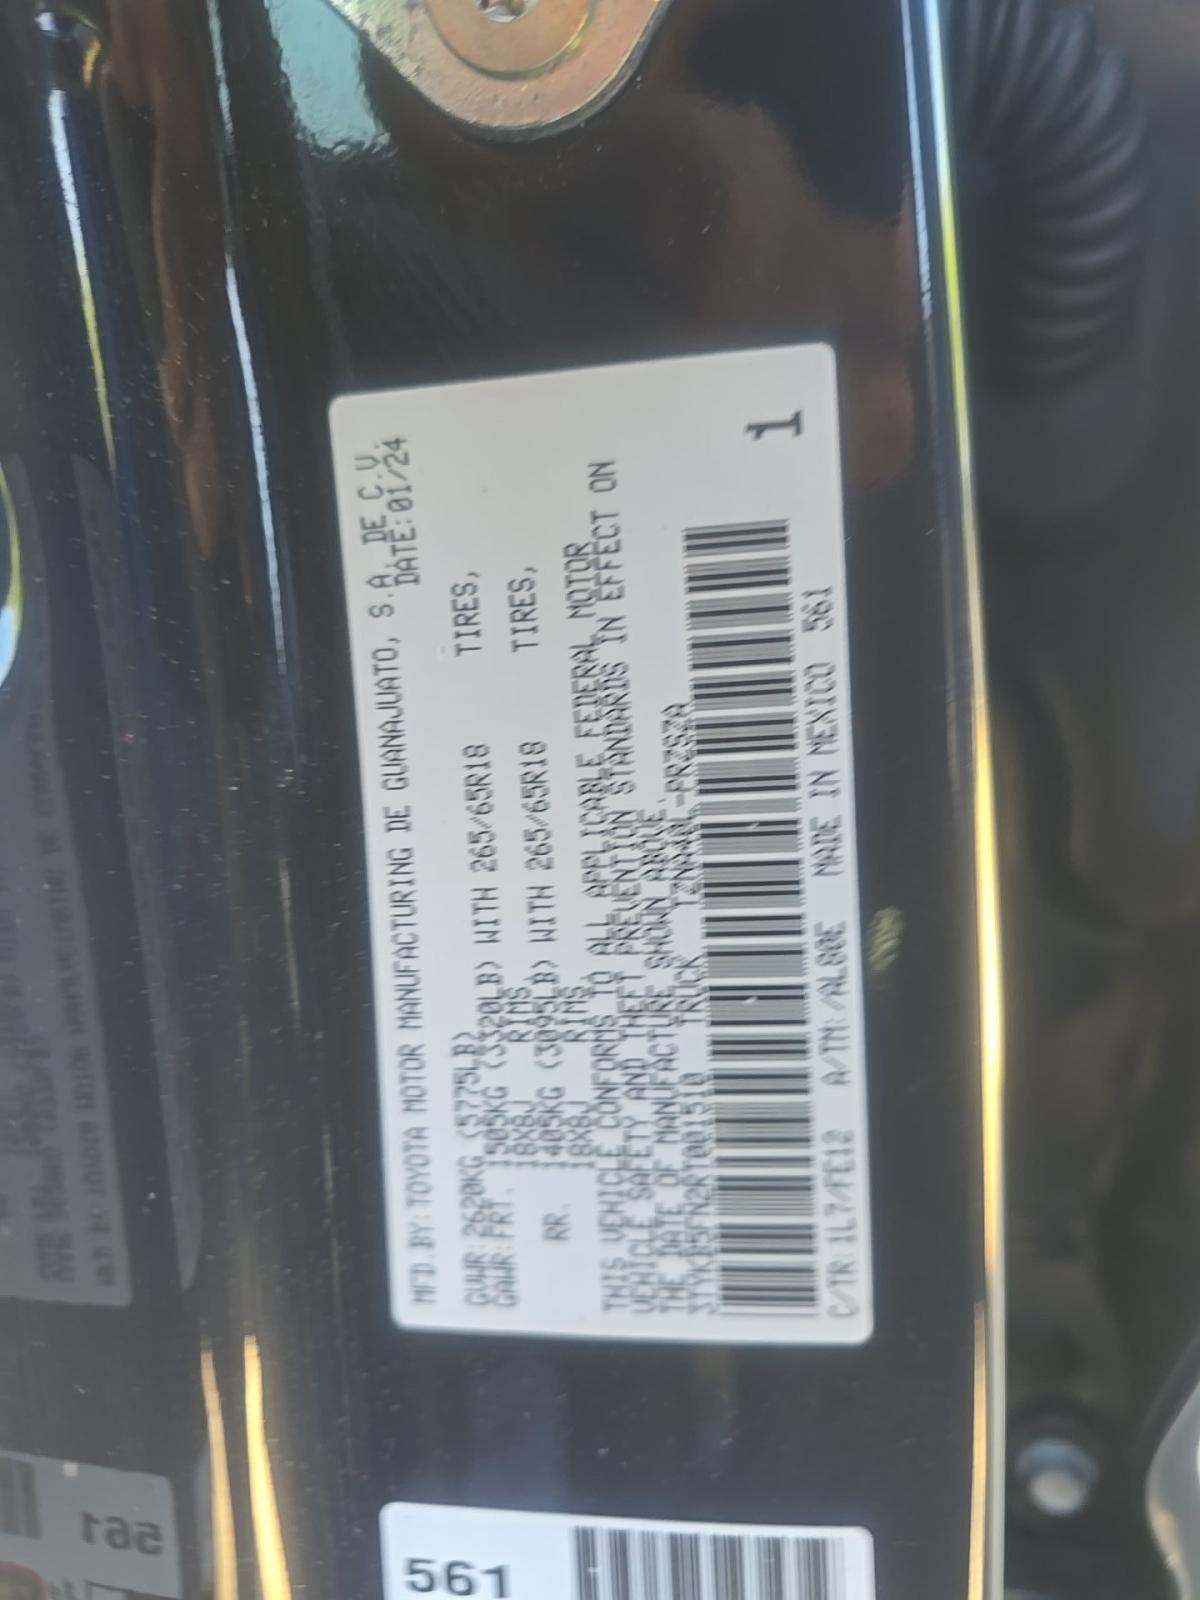 MFD.BY:TOYOTA MOTOR MANUFACTURING DE GUANAJUATO, S.A. DE C.V.
DATE:01/24
GVWR:2620KG (5775LB)
GAWR:FRT. 1505KG (3320LB) WITH 265/65R18 TIRES,
18X8J RIMS,
RR. 1405KG (3095LB) WITH 265/65R18 TIRES,
18X8J RIMS,
THIS VEHICLE CONFORMS TO ALL APPLICABLE FEDERAL MOTOR
VEHICLE SAFETY AND THEFT PREVENTION STANDARDS IN EFFECT ON
THE DATE OF MANUFACTURE SHOWN ABOVE.
3TYKB5FN2RT001510 TRUCK
1
C/TR:1L7/FE12 A/TM:/AL80E MADE IN MEXICO 561
561
561